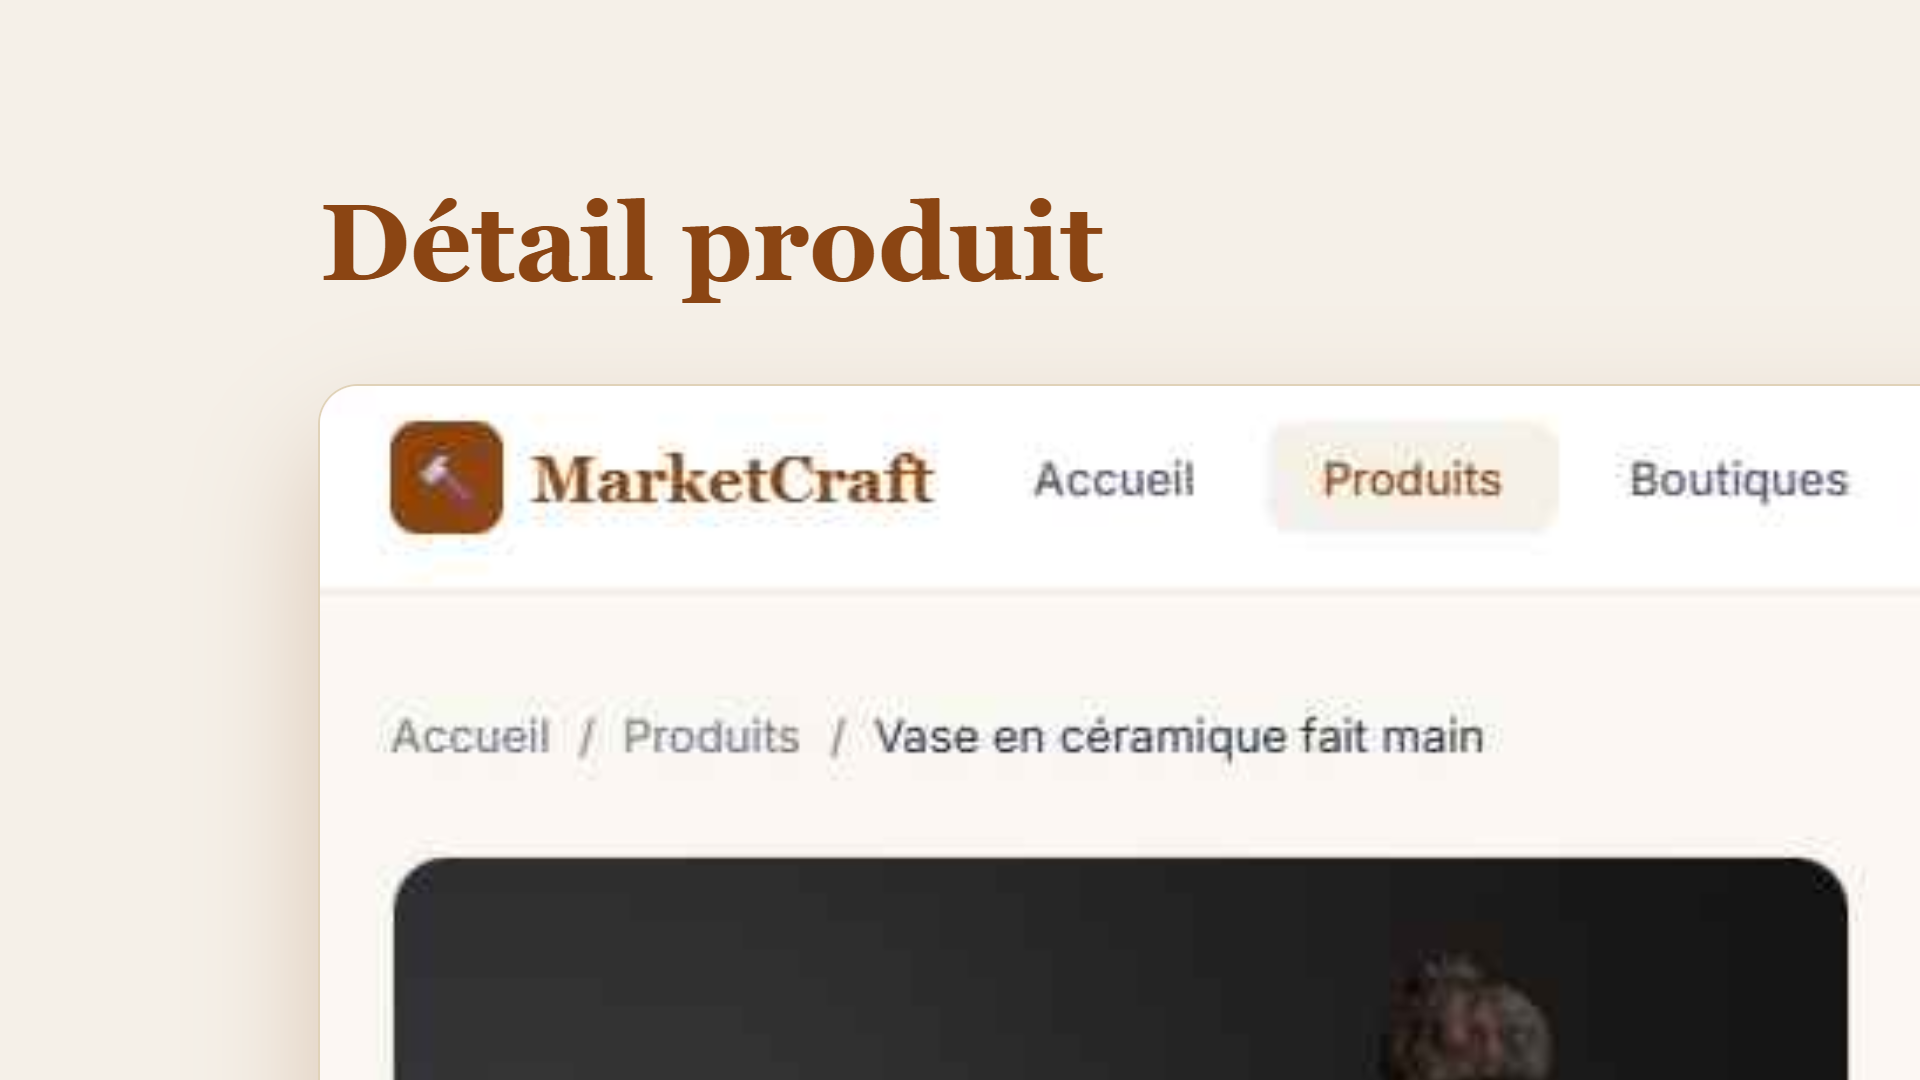 Détail produit
MarketCraft Accueil Produits Boutiques
Accueil / Produits / Vase en céramique fait main